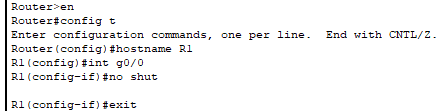 Router>en
Router#config t
Enter configuration commands, one per line.  End with CNTL/Z.
Router(config)#hostname R1
R1(config)#int g0/0
R1(config-if)#no shut
R1(config-if)#exit